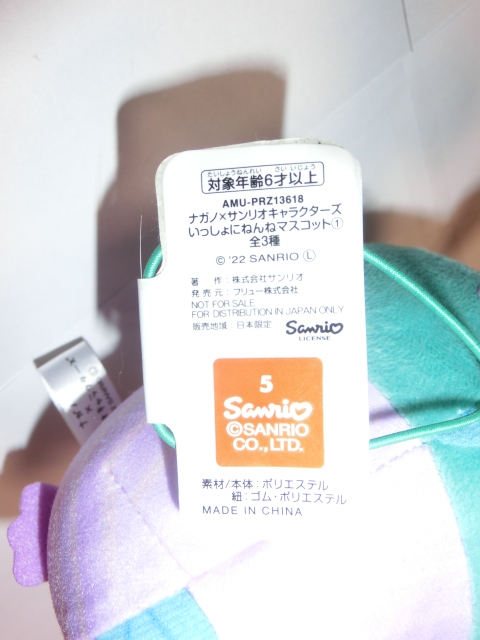 たいしょうねんれい さい いじょう
対象年齢6才以上
AMU-PRZ13618
ナガノ×サンリオキャラクターズ
いっしょにねんねマスコット①
全3種
© '22 SANRIO Ⓛ
著 作：株式会社サンリオ
発売元：フリュー株式会社
NOT FOR SALE
FOR DISTRIBUTION IN JAPAN ONLY
販売地域：日本限定
Sanrio
LICENSE
5
Sanrio
©SANRIO
CO., LTD.
素材/本体：ポリエステル
紐：ゴム・ポリエステル
MADE IN CHINA